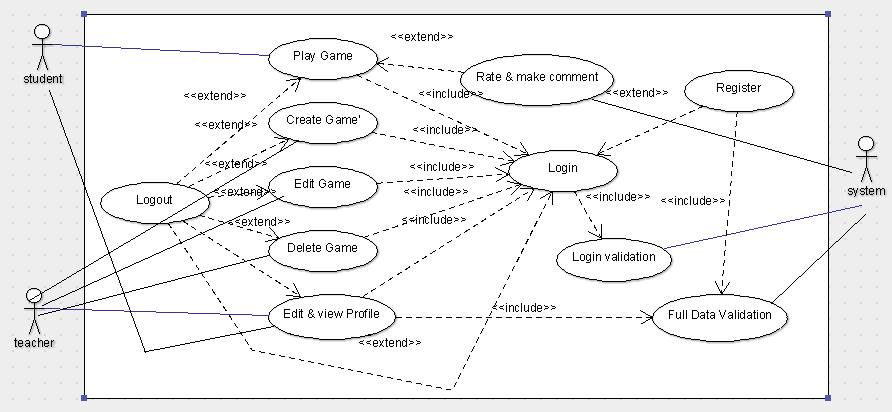 <<extend>>
Play Game
student
Rate & make comment
Register
<<extend>>
<<include>>
<<extend>>
Create Game'
<<extend>>
<<include>>
<<extend>>
<<include>>
Login
Edit Game
system
<<extend>>
<<include>>
<<include>>
<<include>>
Logout
<<include>>
<<extend>>
Delete Game
Login validation
Edit & view Profile
<<include>>
Full Data Validation
teacher
<<extend>>